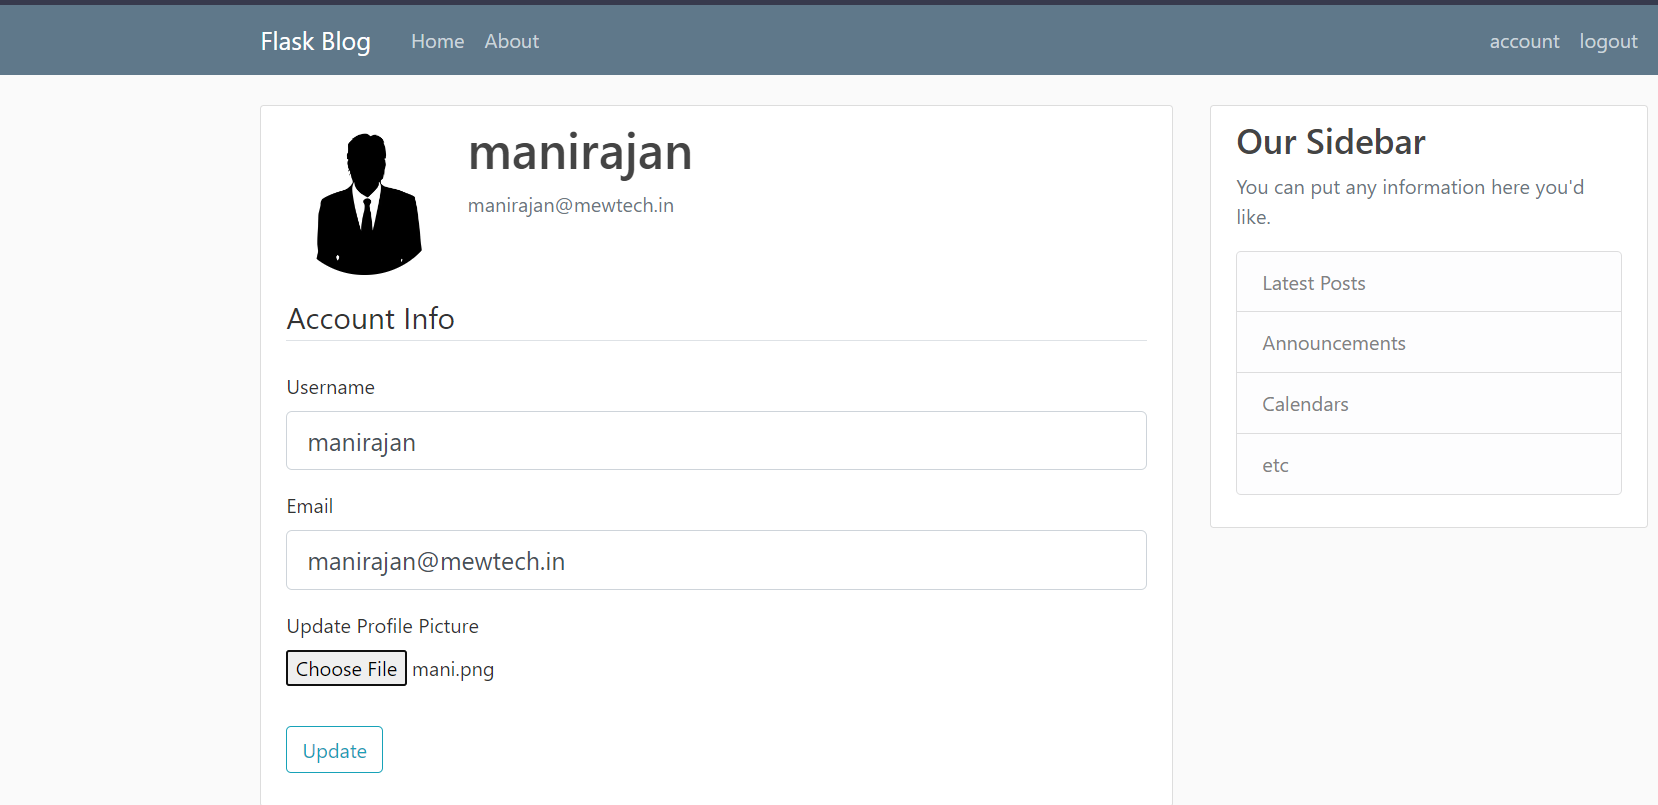 Flask Blog Home About account logout
manirajan
manirajan@mewtech.in
Account Info
Username
manirajan
Email
manirajan@mewtech.in
Update Profile Picture
Choose File mani.png
Update
Our Sidebar
You can put any information here you'd
like.
Latest Posts
Announcements
Calendars
etc